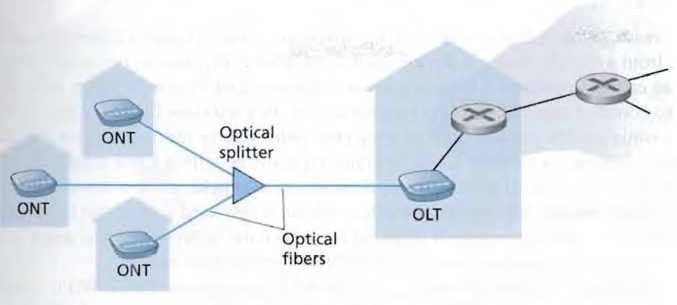 ONT
Optical
splitter
ONT
OLT
Optical
fibers
ONT